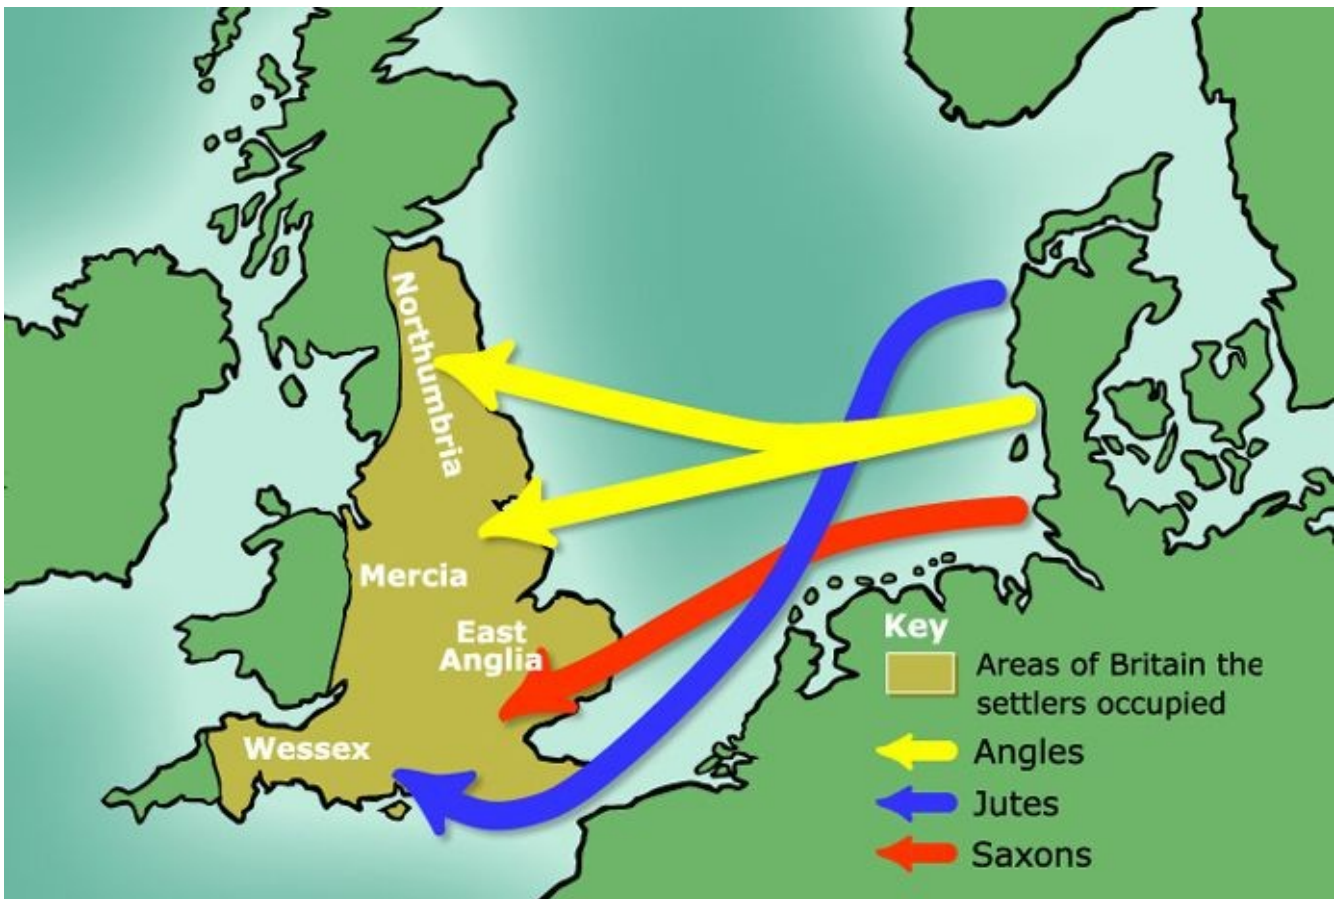 Northumbria
Mercia
East
Anglia
Wessex
Key
Areas of Britain the
settlers occupied
Angles
Jutes
Saxons